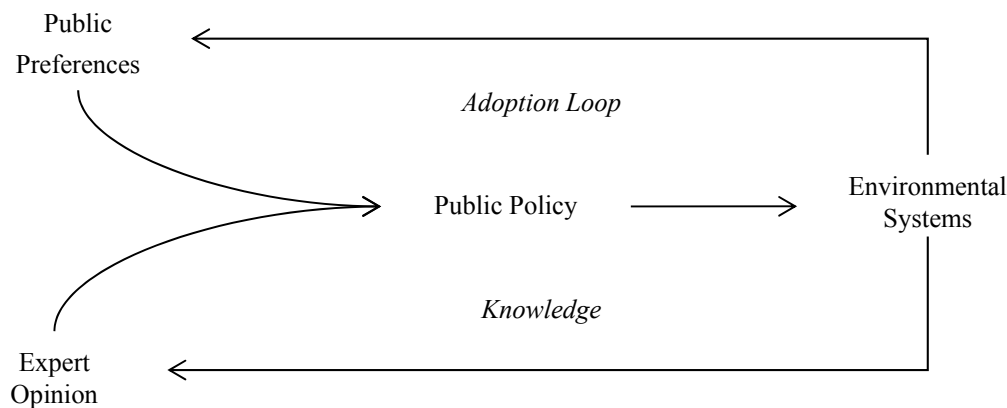 Public
Preferences
Adoption Loop
Public Policy
Environmental
Systems
Knowledge
Expert
Opinion